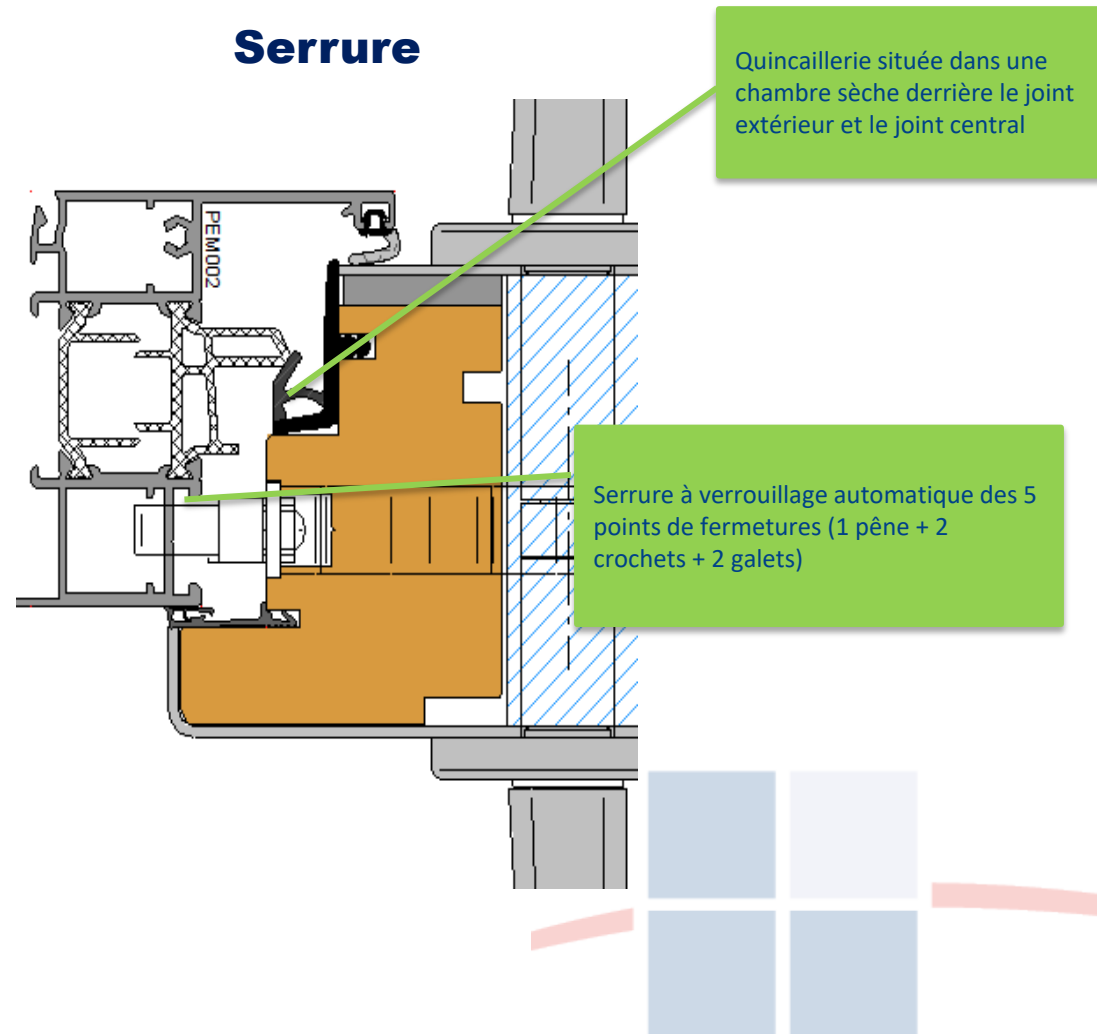 Serrure
Quincaillerie située dans une
chambre sèche derrière le joint
extérieur et le joint central
PEM002
Serrure à verrouillage automatique des 5
points de fermetures (1 pêne + 2
crochets + 2 galets)